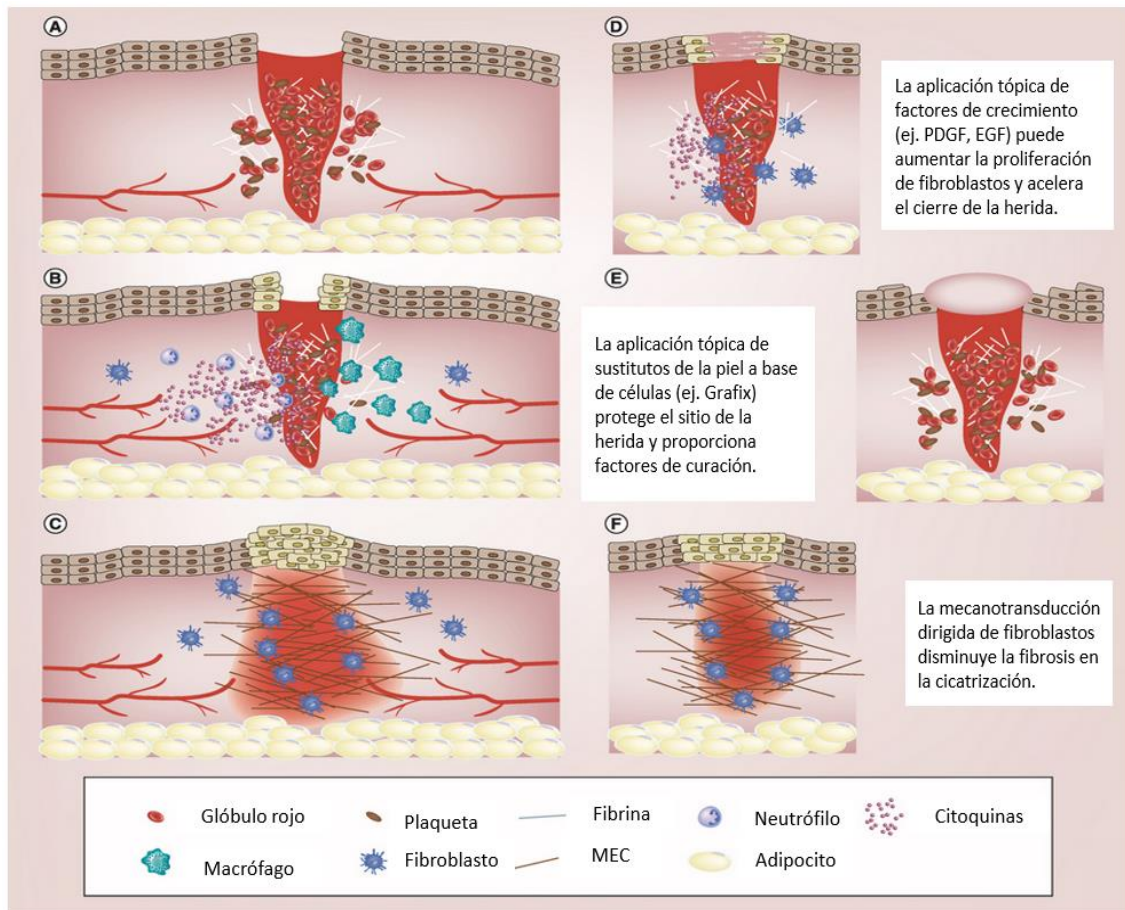 A
D
La aplicación tópica de
factores de crecimiento
(ej. PDGF, EGF) puede
aumentar la proliferación
de fibroblastos y acelera
el cierre de la herida.
B
E
La aplicación tópica de
sustitutos de la piel a base
de células (ej. Grafix)
protege el sitio de la
herida y proporciona
factores de curación.
C
F
La mecanotransducción
dirigida de fibroblastos
disminuye la fibrosis en
la cicatrización.
Glóbulo rojo
Plaqueta
Fibrina
Neutrófilo
Citoquinas
Macrófago
Fibroblasto
MEC
Adipocito